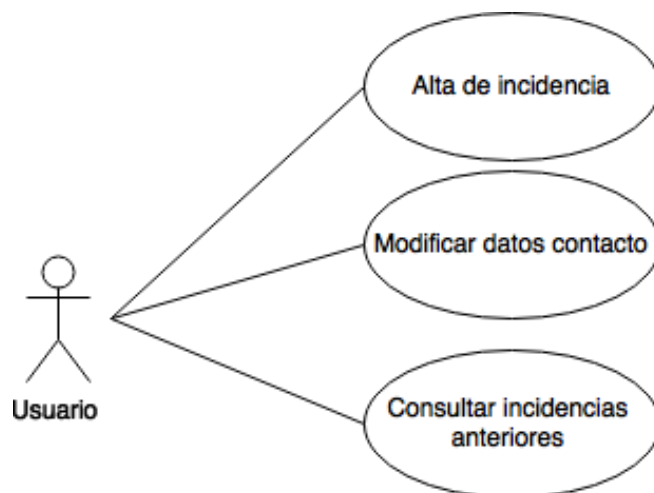 Alta de incidencia
Modificar datos contacto
Usuario
Consultar incidencias
anteriores